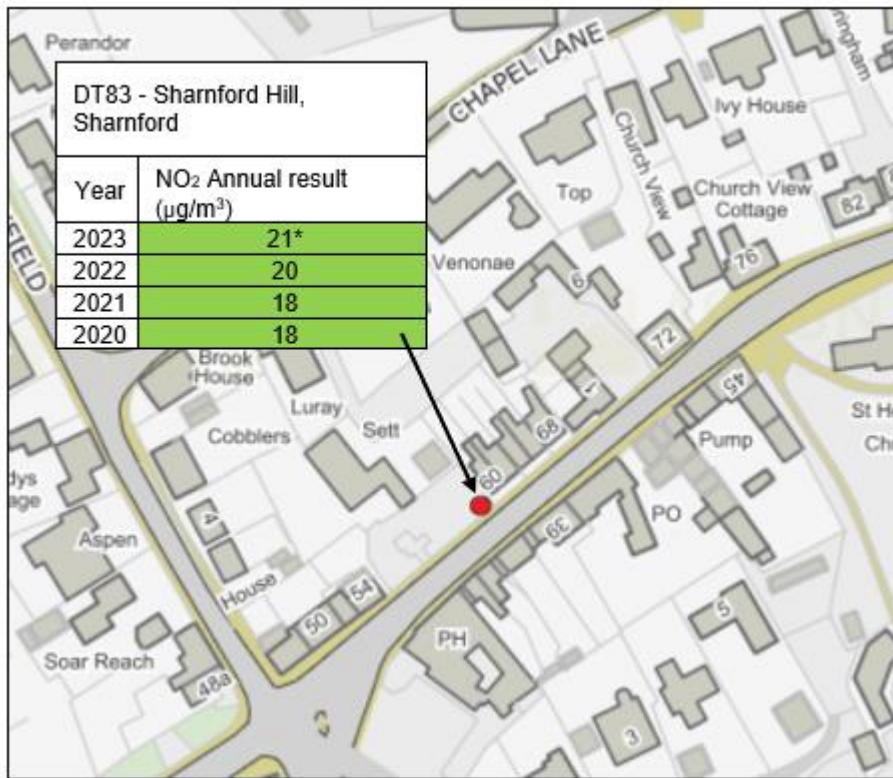 Perandor
DT83 - Sharnford Hill,
Sharnford
Year
NO₂ Annual result
(µg/m³)
2023
21*
2022
20
2021
18
2020
18
CHAPEL LANE
Ivy House
Church View
Top
Church View
Cottage
82
Venonae
6
76
72
FIELD
Brook
House
Luray
Sett
Cobblers
1
68
60
45
Pump
St
PO
39
4
Aspen
House
54
50
5
PH
Soar Reach
48a
3